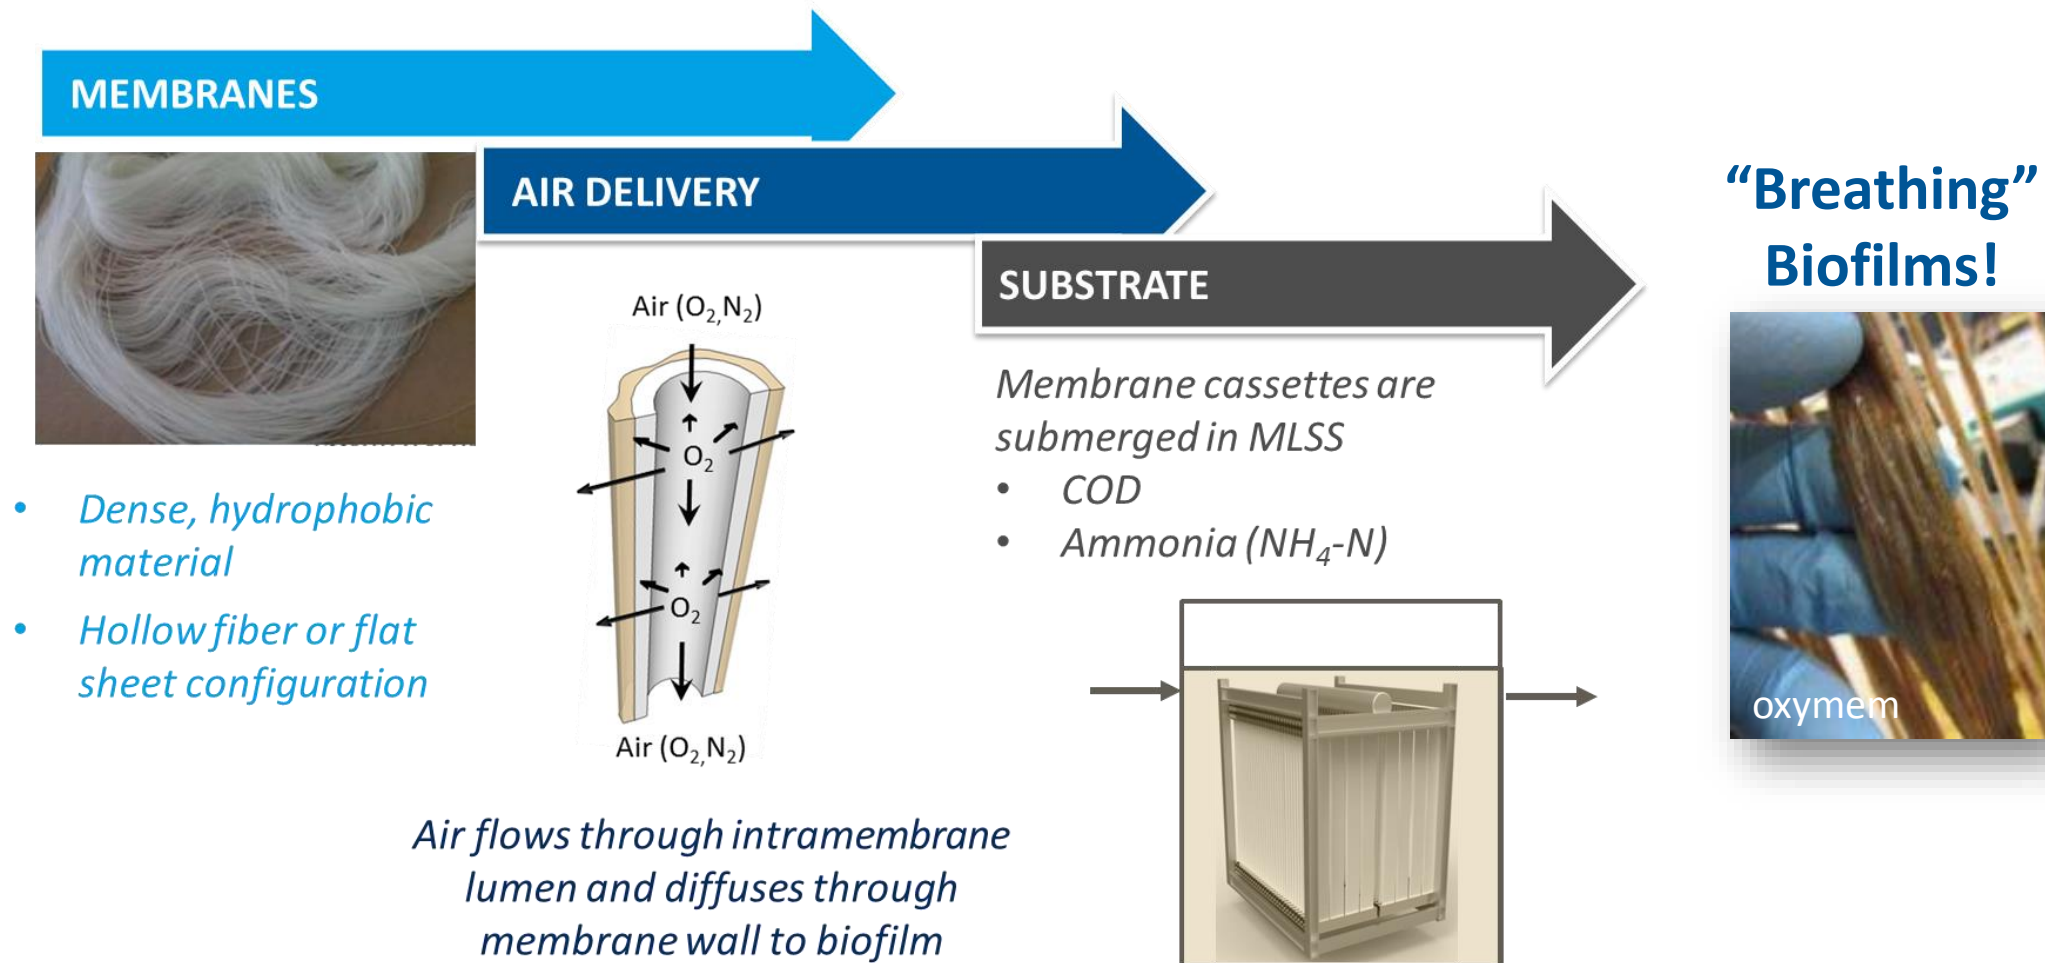 MEMBRANES
AIR DELIVERY
SUBSTRATE
“Breathing”
Biofilms!
• Dense, hydrophobic
material
• Hollow fiber or flat
sheet configuration
Air (O₂,N₂)
O₂
O₂
Air (O₂,N₂)
Air flows through intramembrane
lumen and diffuses through
membrane wall to biofilm
Membrane cassettes are
submerged in MLSS
• COD
• Ammonia (NH₄-N)
oxymem